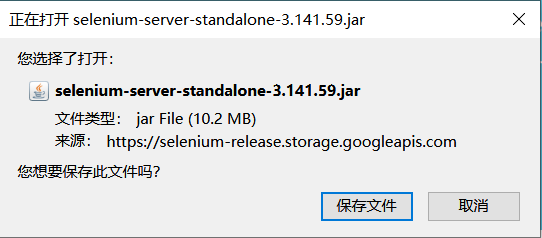 正在打开 selenium-server-standalone-3.141.59.jar
您选择了打开：
selenium-server-standalone-3.141.59.jar
文件类型： jar File (10.2 MB)
来源： https://selenium-release.storage.googleapis.com
您想要保存此文件吗？
保存文件 取消